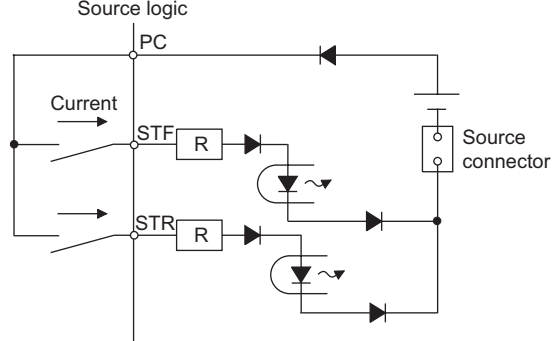 Source logic
PC
Current
STF
R
Source
connector
STR
R